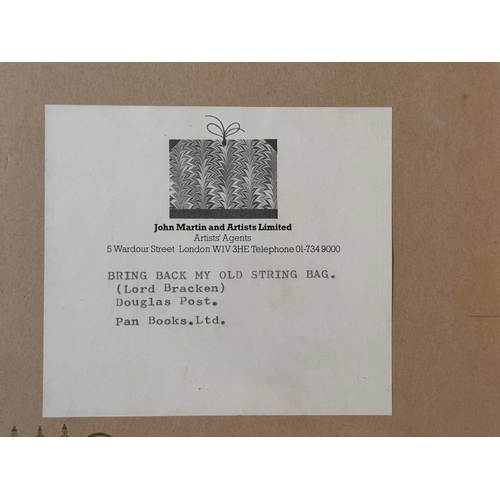 John Martin and Artists Limited
Artists' Agents
5 Wardour Street London W1V 3HE Telephone 01-734 9000
BRING BACK MY OLD STRING BAG.
(Lord Bracken)
Douglas Post.
Pan Books.Ltd.